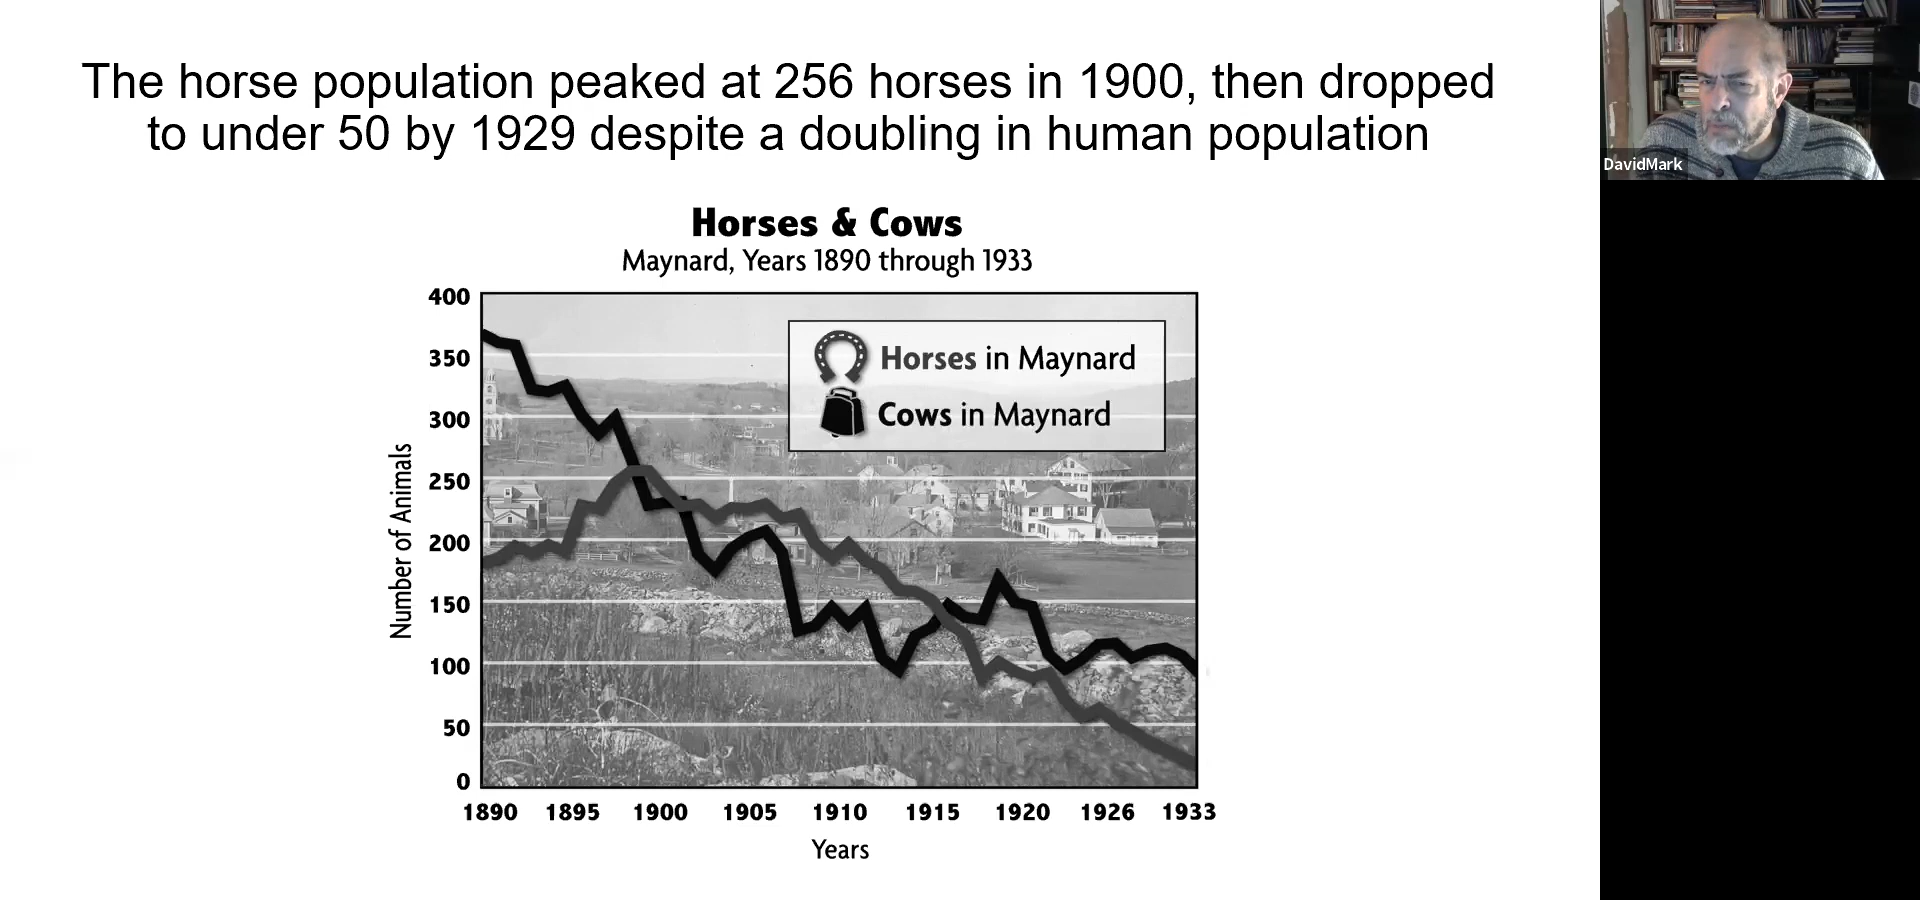 The horse population peaked at 256 horses in 1900, then dropped
to under 50 by 1929 despite a doubling in human population
DavidMark
Horses & Cows
Maynard, Years 1890 through 1933
Horses in Maynard
Cows in Maynard
Number of Animals
400
350
300
250
200
150
100
50
0
1890 1895 1900 1905 1910 1915 1920 1926 1933
Years